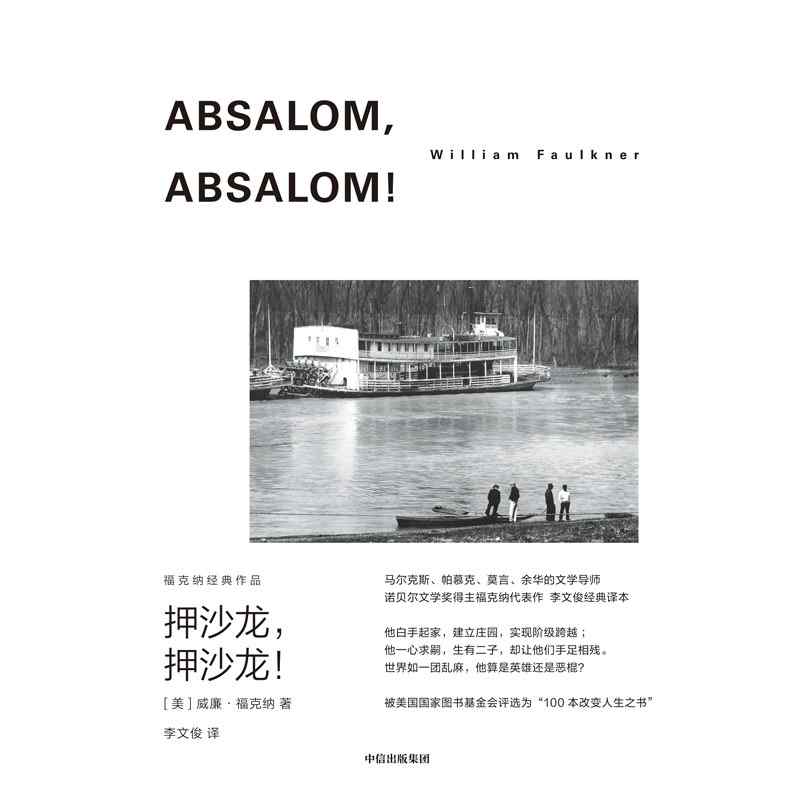 ABSALOM,
William Faulkner
ABSALOM!
福克纳经典作品
押沙龙，
押沙龙！
[ 美 ] 威廉 · 福克纳 著
李文俊 译
马尔克斯、帕慕克、莫言、余华的文学导师
诺贝尔文学奖得主福克纳代表作 李文俊经典译本
他白手起家，建立庄园，实现阶级跨越；
他一心求嗣，生有二子，却让他们手足相残。
世界如一团乱麻，他算是英雄还是恶棍？
被美国国家图书基金会评选为“100 本改变人生之书”
中信出版集团